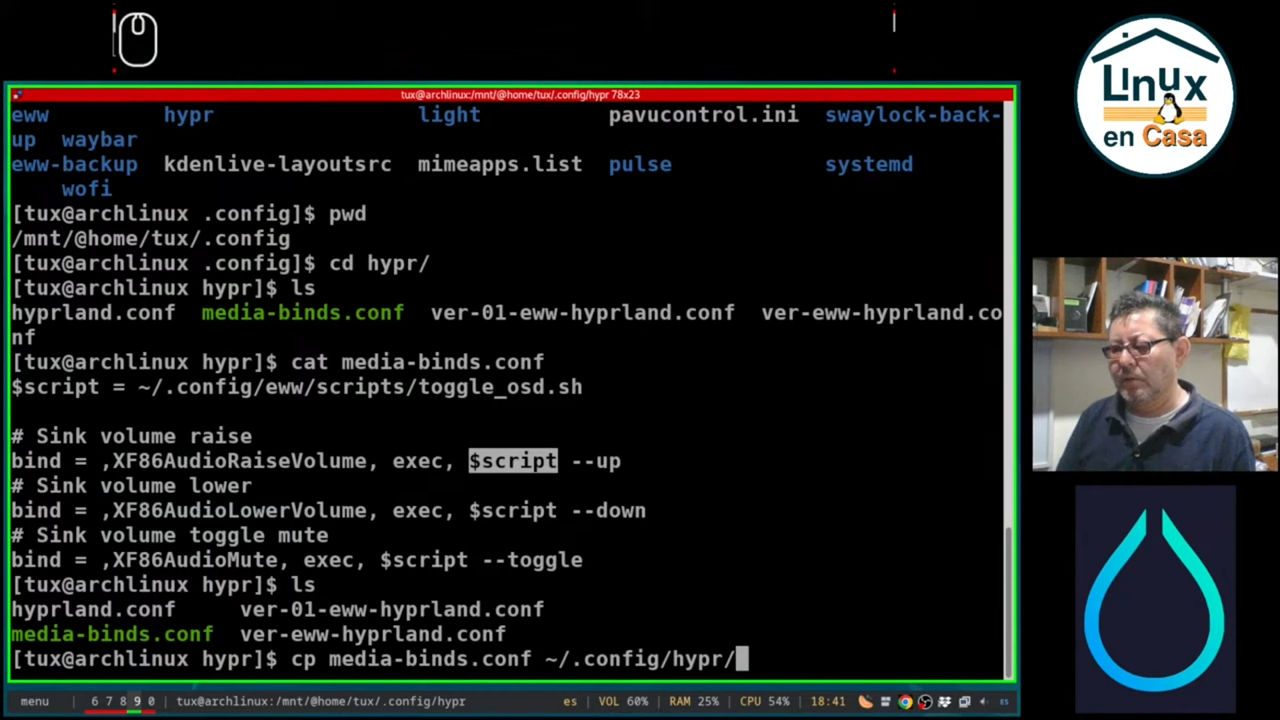 LInUx
en Casa
tux@archlinux:/mnt/@home/tux/.config/hypr 78x23
eww hypr light pavucontrol.ini swaylock-back-
up waybar
eww-backup kdenlive-layoutsrc mimeapps.list pulse systemd
wofi
[tux@archlinux .config]$ pwd
/mnt/@home/tux/.config
[tux@archlinux .config]$ cd hypr/
[tux@archlinux hypr]$ ls
hyprland.conf media-binds.conf ver-01-eww-hyprland.conf ver-eww-hyprland.co
nf
[tux@archlinux hypr]$ cat media-binds.conf
$script = ~/.config/eww/scripts/toggle_osd.sh
# Sink volume raise
bind = ,XF86AudioRaiseVolume, exec, $script --up
# Sink volume lower
bind = ,XF86AudioLowerVolume, exec, $script --down
# Sink volume toggle mute
bind = ,XF86AudioMute, exec, $script --toggle
[tux@archlinux hypr]$ ls
hyprland.conf ver-01-eww-hyprland.conf
media-binds.conf ver-eww-hyprland.conf
[tux@archlinux hypr]$ cp media-binds.conf ~/.config/hypr/
menu 6 7 8 9 0 tux@archlinux:/mnt/@home/tux/.config/hypr es VOL 60% RAM 25% CPU 54% 18:41 ES